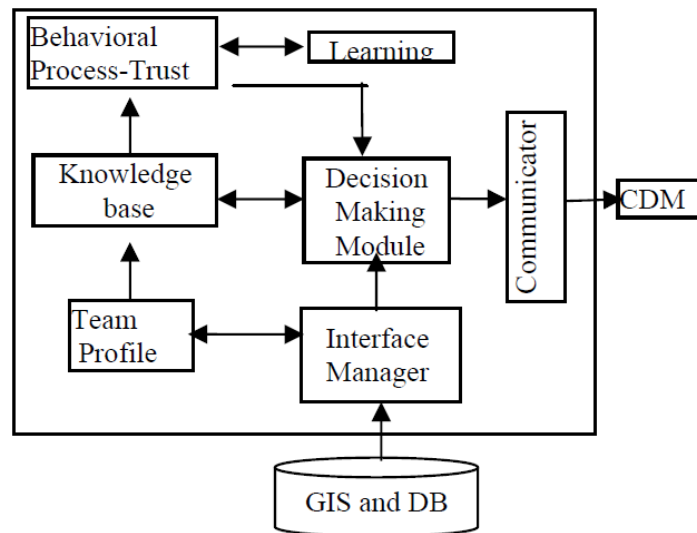 Behavioral
Process-Trust
Learning
Knowledge
base
Decision
Making
Module
Communicator
CDM
Team
Profile
Interface
Manager
GIS and DB